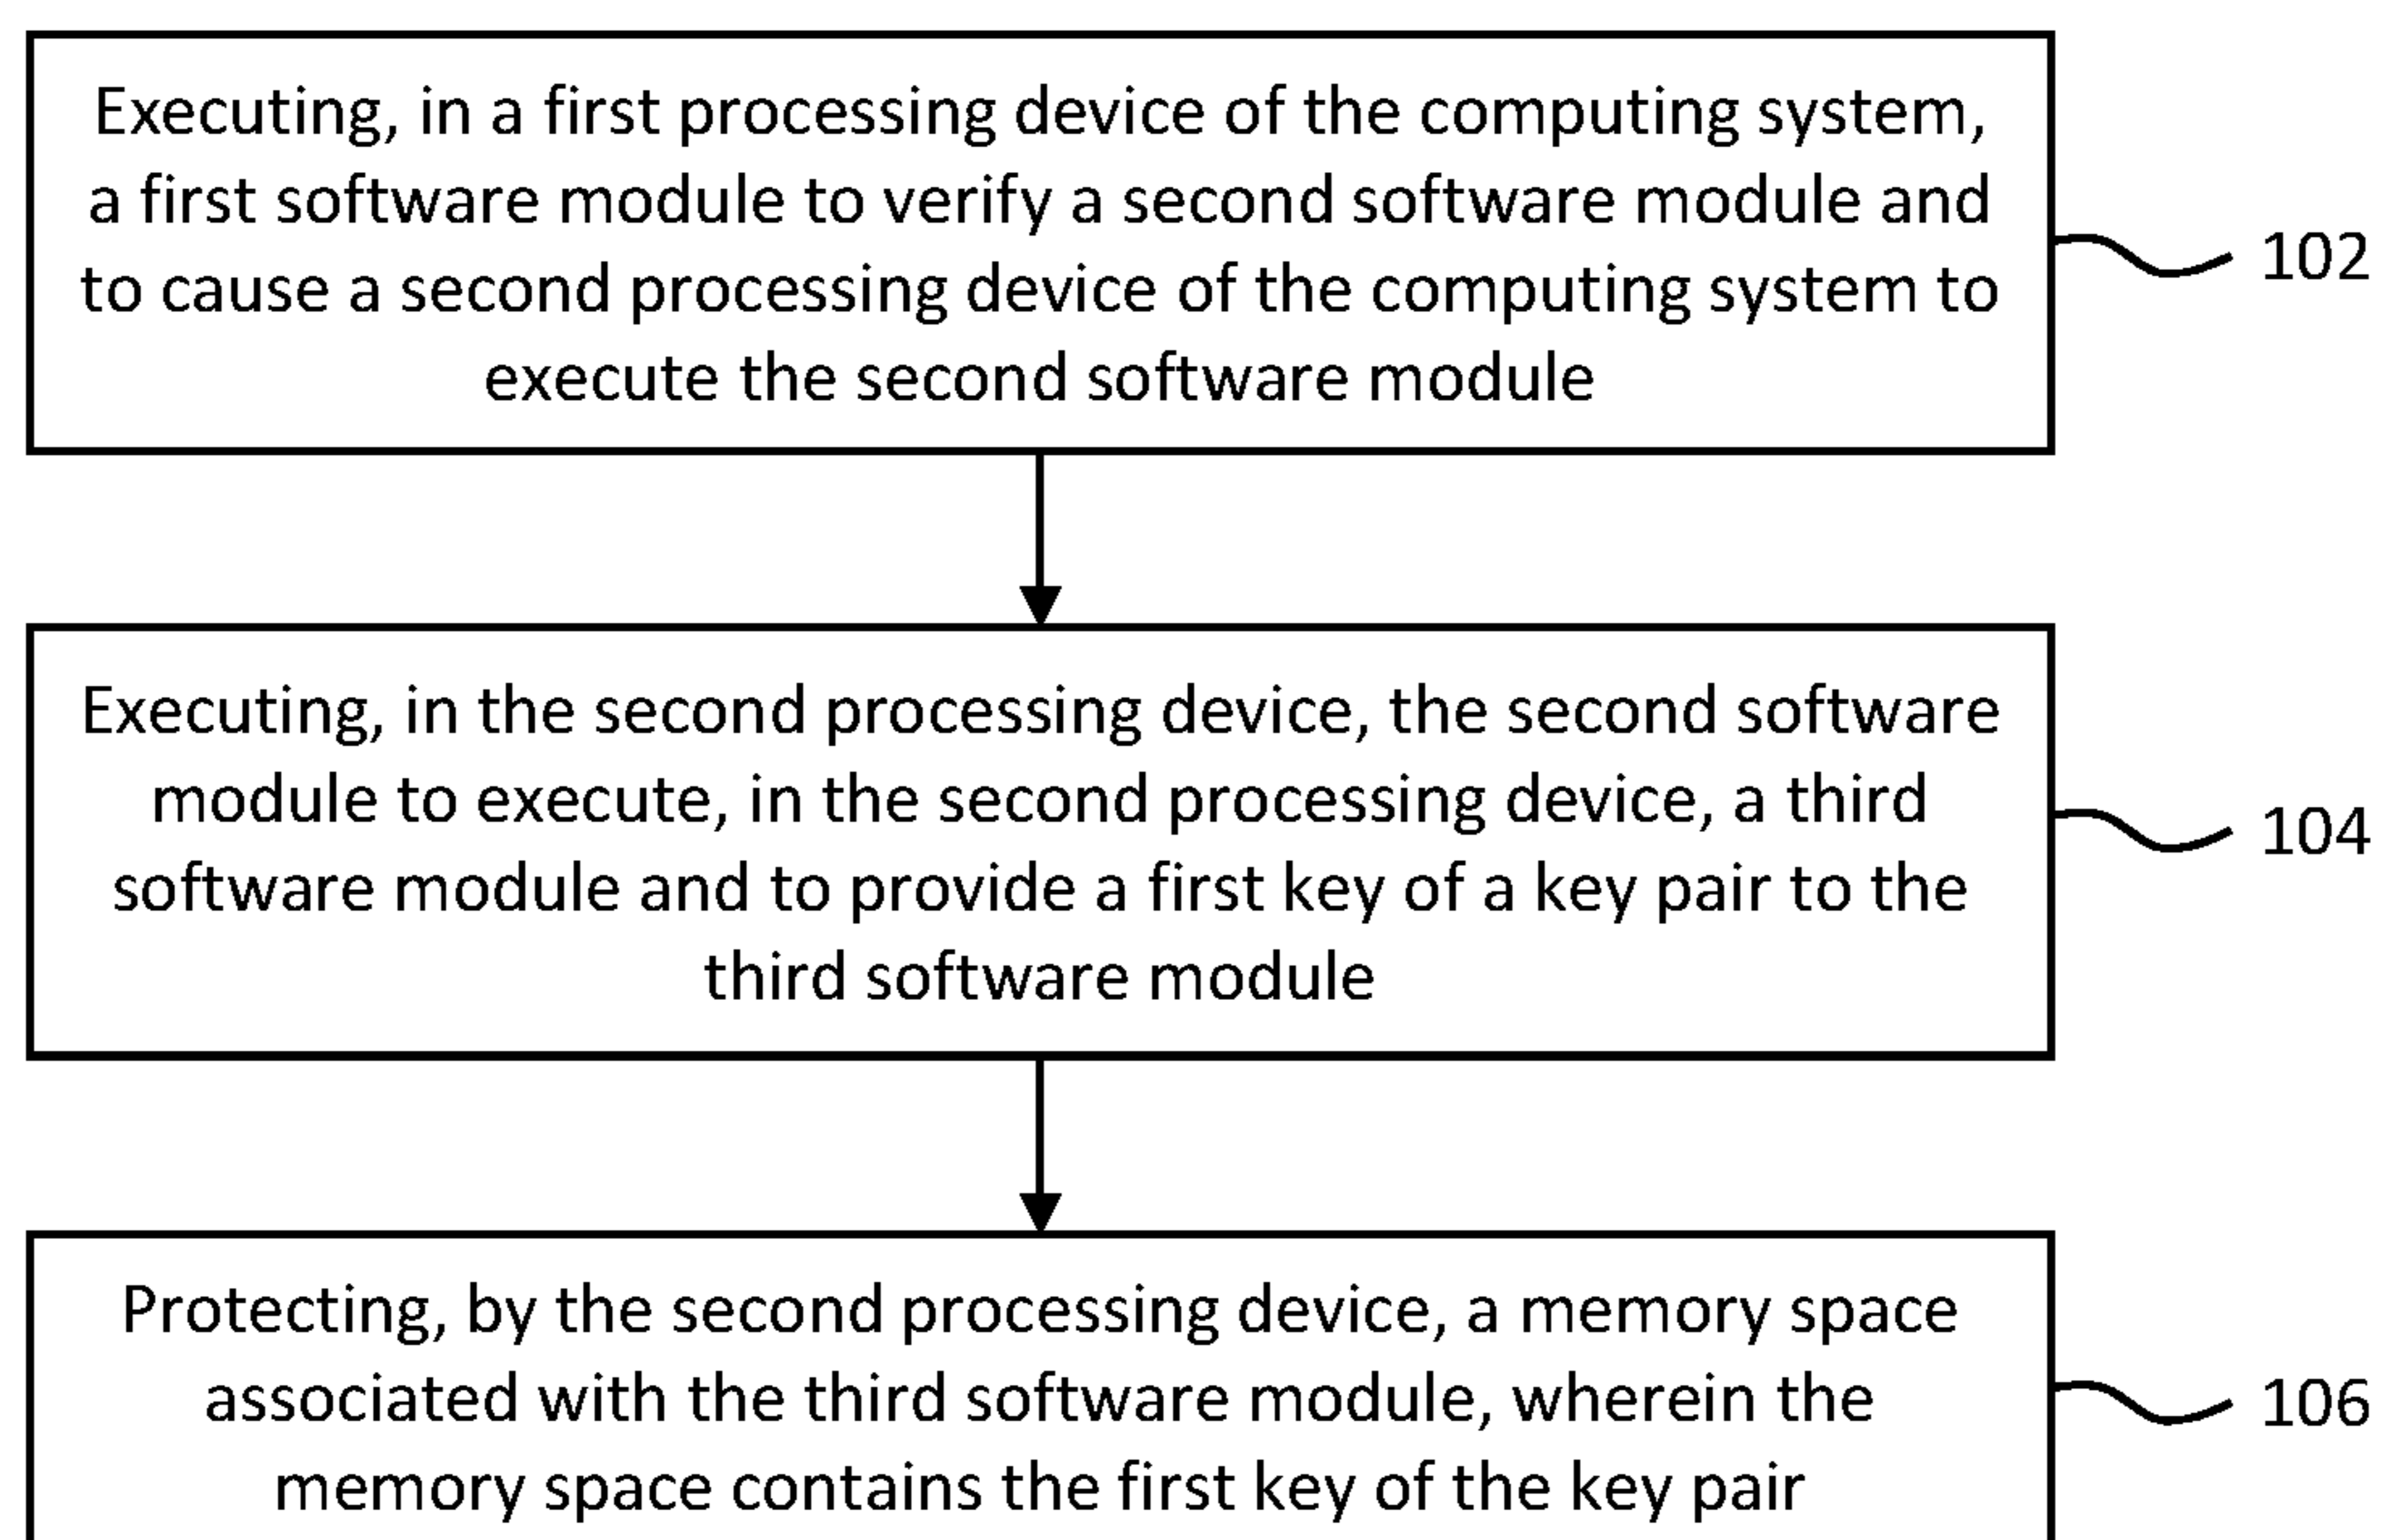 Executing, in a first processing device of the computing system,
a first software module to verify a second software module and
to cause a second processing device of the computing system to
execute the second software module
102
Executing, in the second processing device, the second software
module to execute, in the second processing device, a third
software module and to provide a first key of a key pair to the
third software module
104
Protecting, by the second processing device, a memory space
associated with the third software module, wherein the
memory space contains the first key of the key pair
106